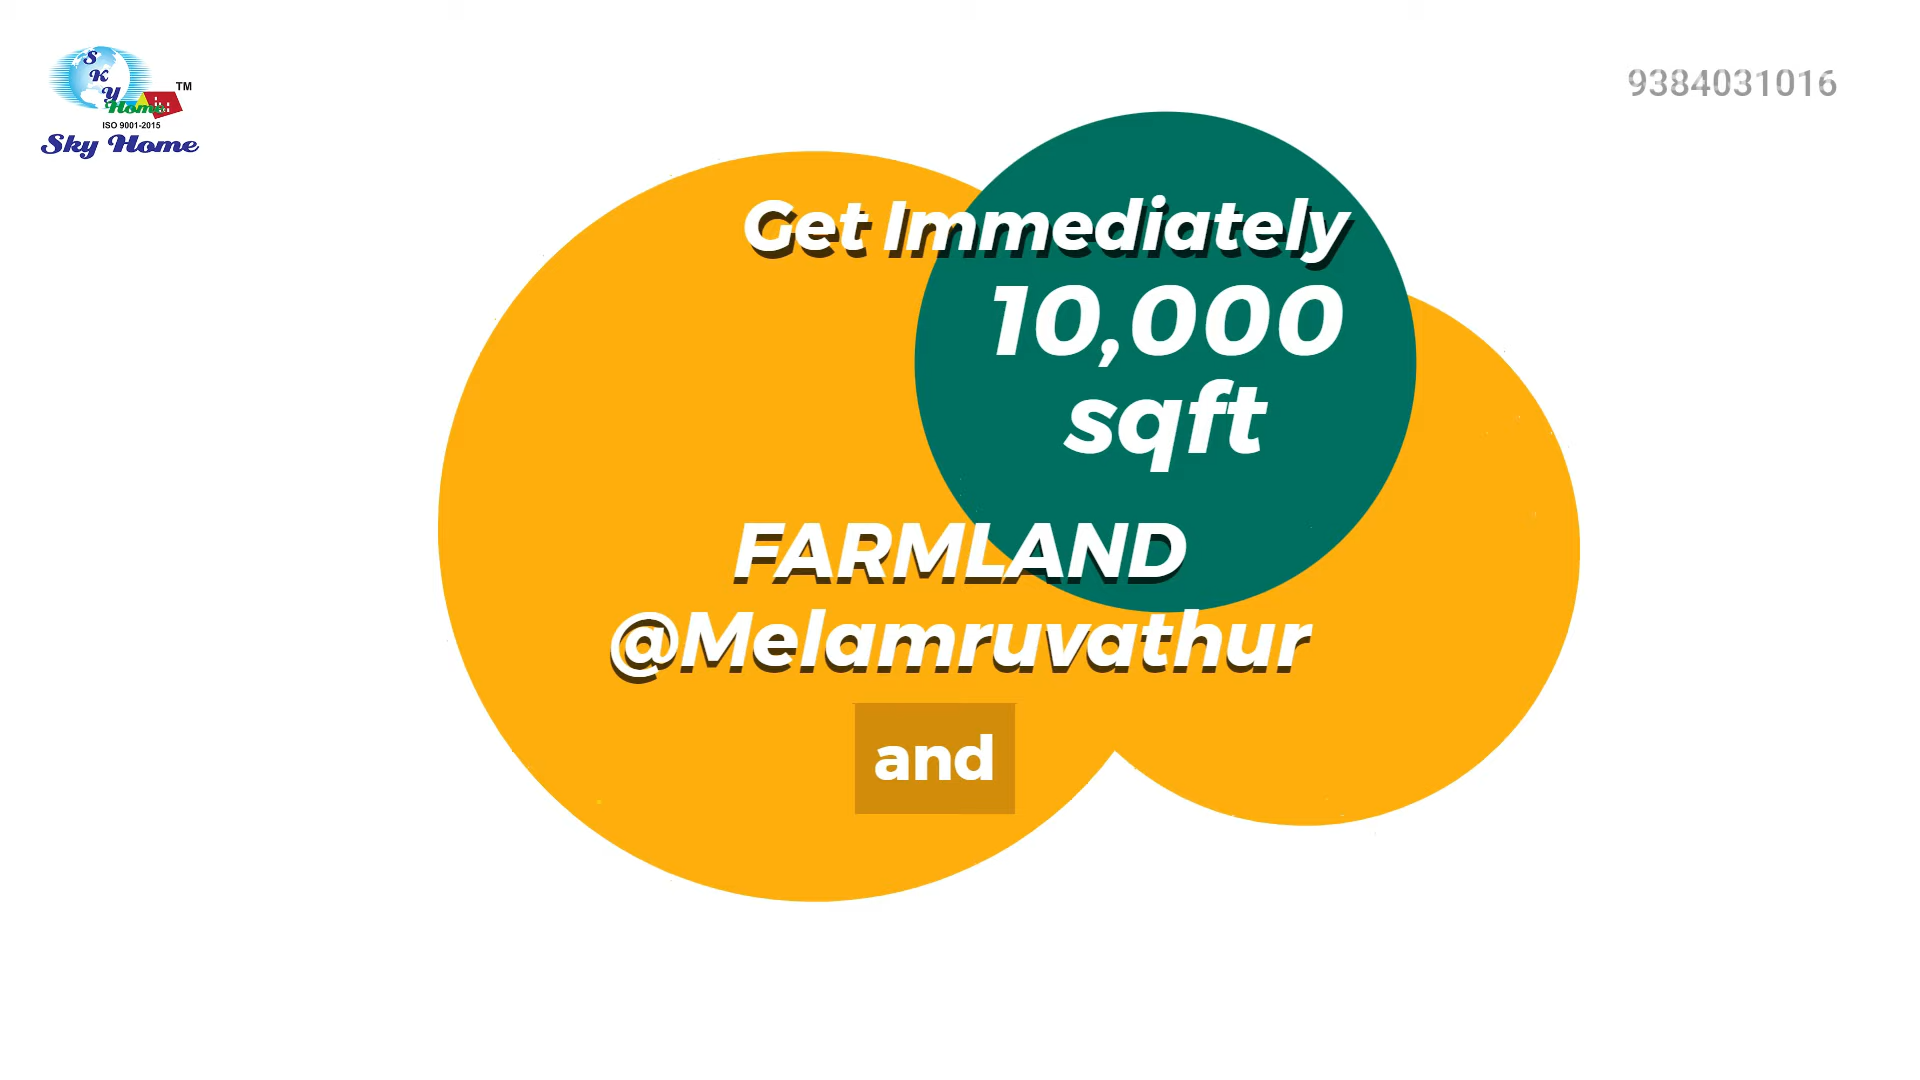 S
K
Y
Home
TM
ISO 9001-2015
Sky Home
9384031016
Get Immediately
10,000
sqft
FARMLAND
@Melamruvathur
and